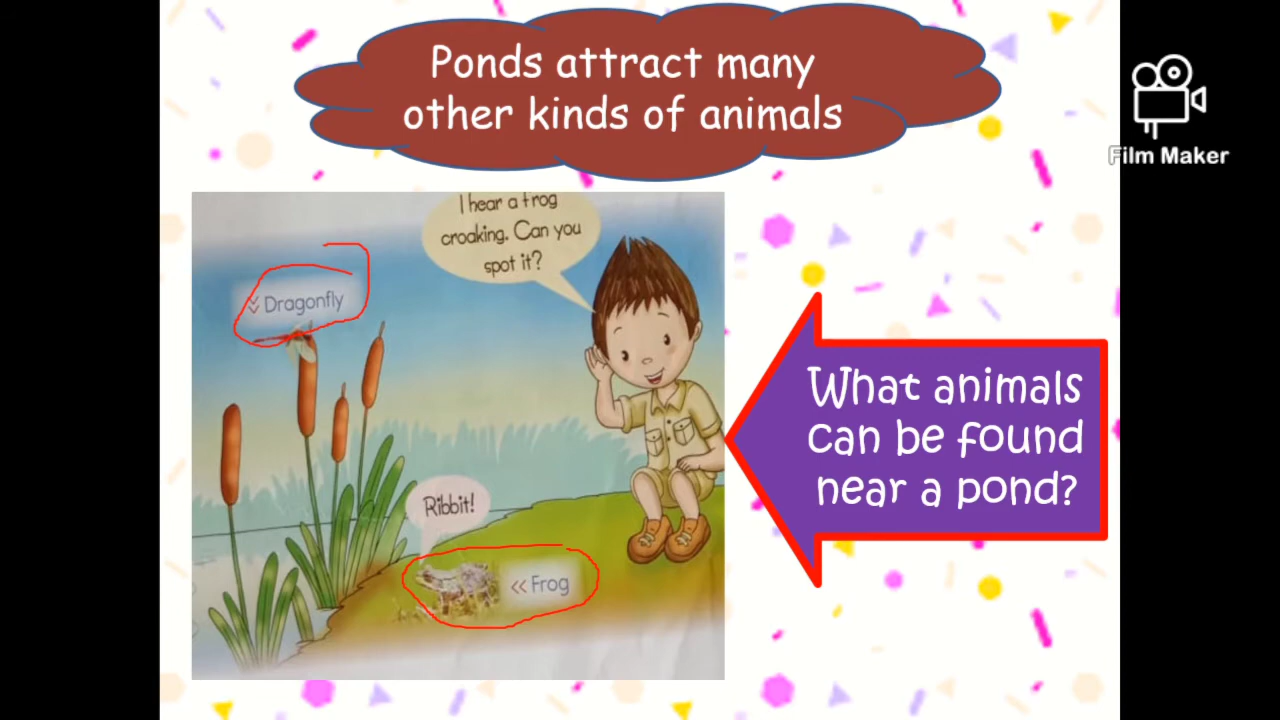 Ponds attract many
other kinds of animals
Film Maker
I hear a frog
croaking. Can you
spot it?
Dragonfly
What animals
can be found
near a pond?
Ribbit!
« Frog